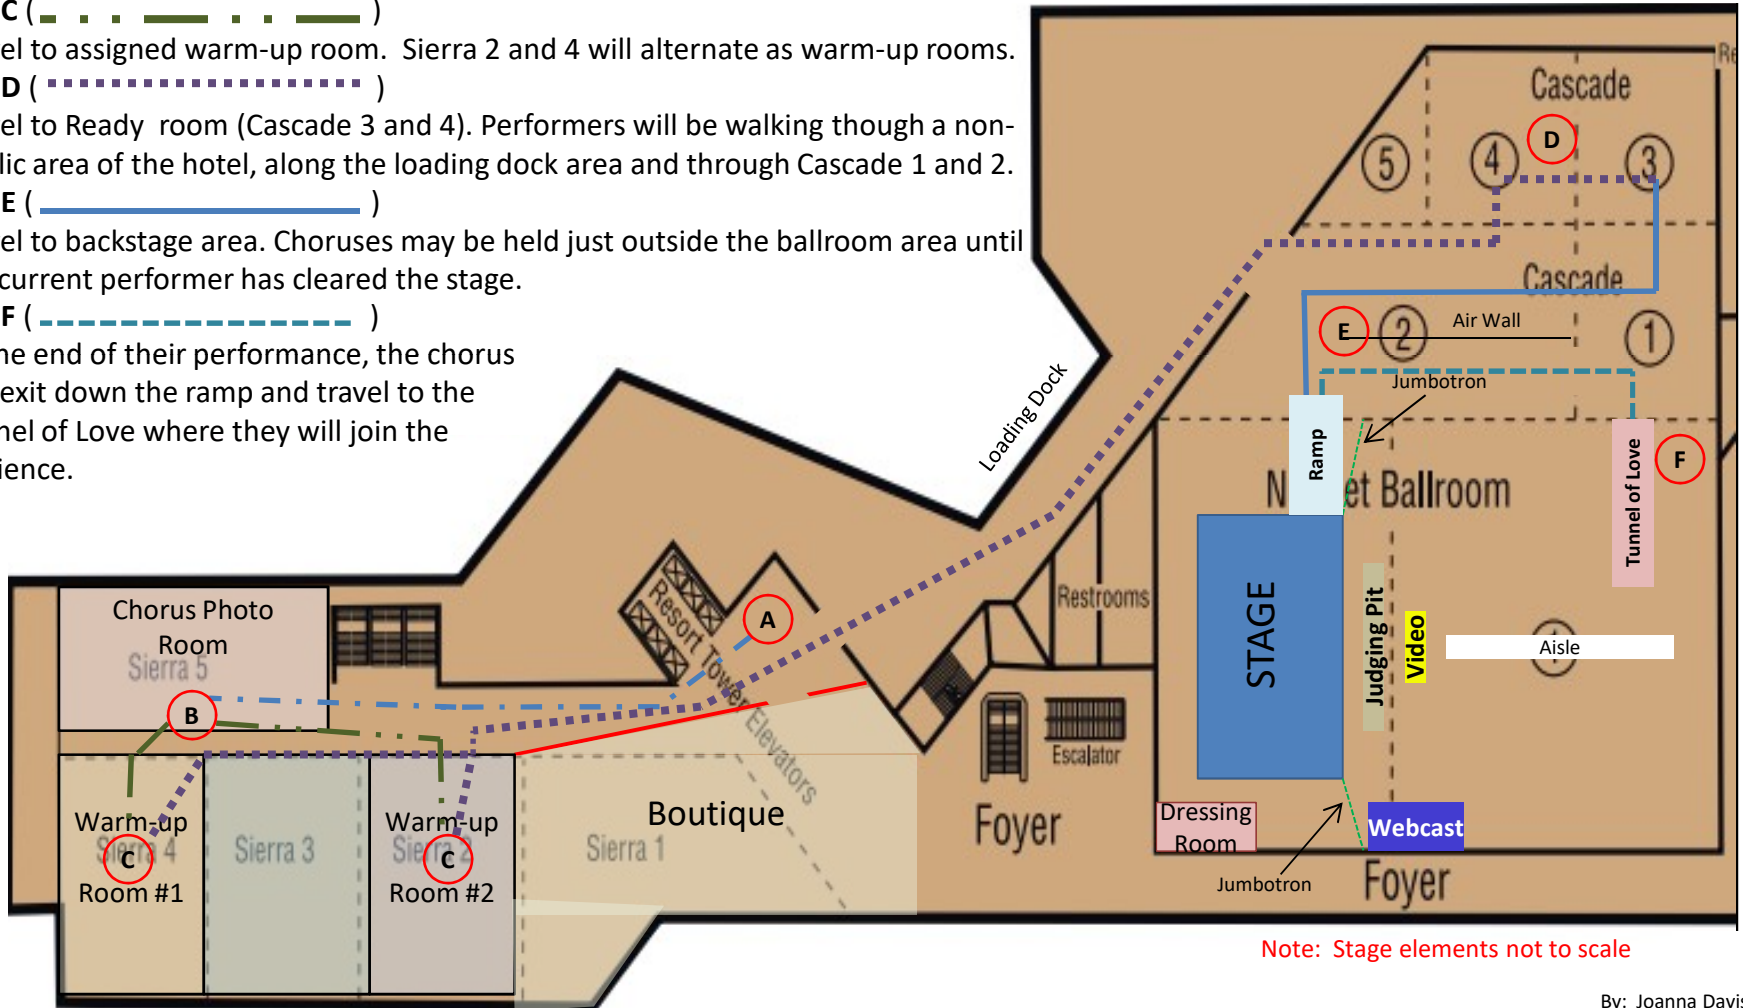 C ( )
el to assigned warm-up room. Sierra 2 and 4 will alternate as warm-up rooms.
D ( )
el to Ready room (Cascade 3 and 4). Performers will be walking though a non-
lic area of the hotel, along the loading dock area and through Cascade 1 and 2.
E ( )
el to backstage area. Choruses may be held just outside the ballroom area until
current performer has cleared the stage.
F ( )
ne end of their performance, the chorus
exit down the ramp and travel to the
nel of Love where they will join the
ience.
Re
Cascade
5
4
D
3
Cascade
E
2
Air Wall
1
Jumbotron
Loading Dock
Ramp
N et Ballroom
Tunnel of Love
F
Restrooms
STAGE
Judging Pit
Video
Aisle
Chorus Photo
Room
Sierra 5
Resort Tower Elevators
A
B
Escalator
Foyer
Boutique
Warm-up
Sierra 4
C
Room #1
Sierra 3
Warm-up
Sierra 2
C
Room #2
Sierra 1
Dressing
Room
Webcast
Jumbotron
Foyer
Note: Stage elements not to scale
By: Joanna Davis